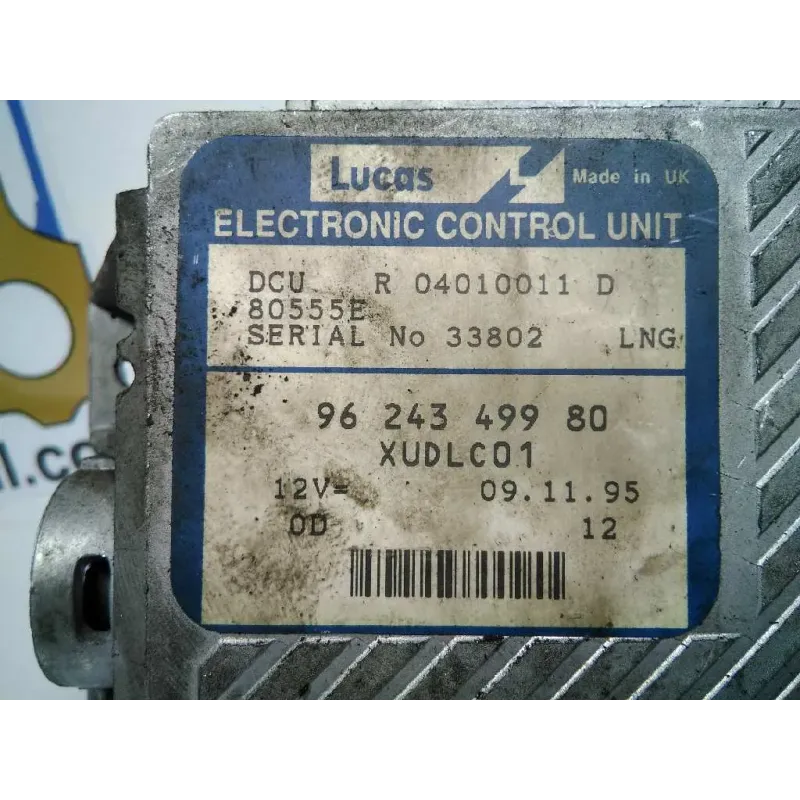 Lucas
Made in UK
ELECTRONIC CONTROL UNIT
DCU R 04010011 D
80555E
SERIAL No 33802 LNG
96 243 499 80
XUDLC01
12V= 09.11.95
0D 12